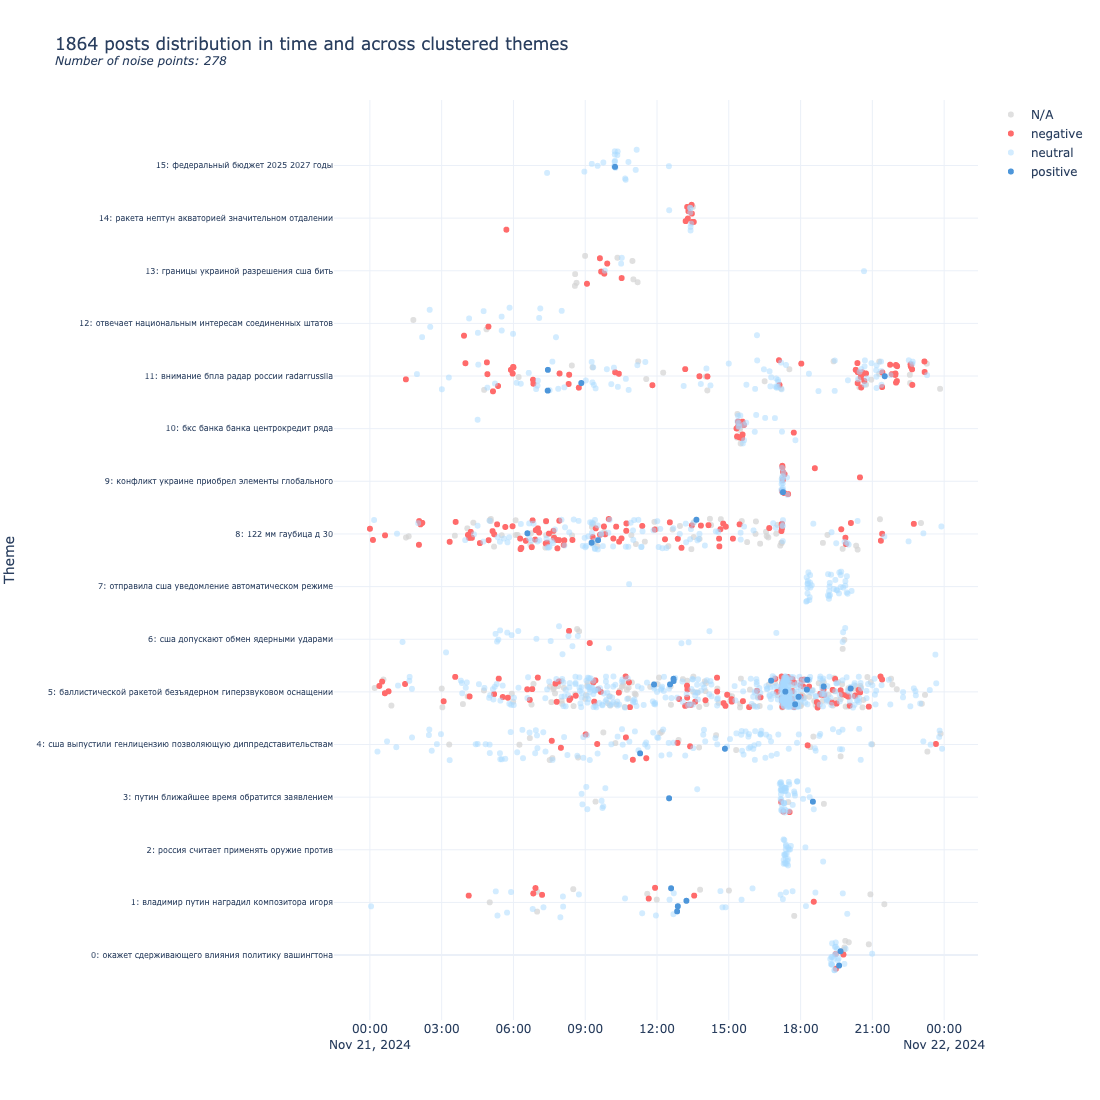 1864 posts distribution in time and across clustered themes
Number of noise points: 278
N/A
negative
neutral
positive
Theme
15: федеральный бюджет 2025 2027 годы
14: ракета нептун акваторией значительном отдалении
13: границы украиной разрешения сша бить
12: отвечает национальным интересам соединенных штатов
11: внимание бпла радар россии radarrussiia
10: бкс банка банка центрокредит ряда
9: конфликт украине приобрел элементы глобального
8: 122 мм гаубица д 30
7: отправила сша уведомление автоматическом режиме
6: сша допускают обмен ядерными ударами
5: баллистической ракетой безъядерном гиперзвуковом оснащении
4: сша выпустили генлицензию позволяющую диппредставительствам
3: путин ближайшее время обратится заявлением
2: россия считает применять оружие против
1: владимир путин наградил композитора игоря
0: окажет сдерживающего влияния политику вашингтона
00:00 03:00 06:00 09:00 12:00 15:00 18:00 21:00 00:00
Nov 21, 2024 Nov 22, 2024